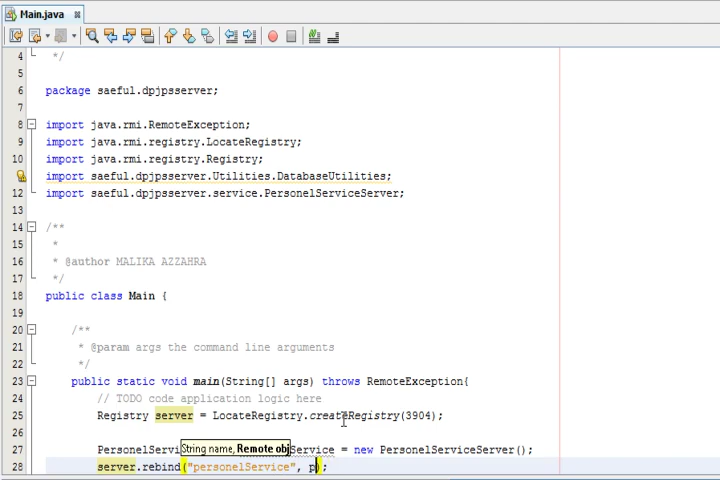 Main.java
4 */
5
6 package saeful.dpjpsserver;
7
8 import java.rmi.RemoteException;
9 import java.rmi.registry.LocateRegistry;
10 import java.rmi.registry.Registry;
import saeful.dpjpsserver.Utilities.DatabaseUtilities;
12 import saeful.dpjpsserver.service.PersonelServiceServer;
13
14 /**
15 *
16 * @author MALIKA AZZAHRA
17 */
18 public class Main {
19
20 /**
21 * @param args the command line arguments
22 */
23 public static void main(String[] args) throws RemoteException{
24 // TODO code application logic here
25 Registry server = LocateRegistry.createRegistry(3904);
26
27 PersonelServi String name, Remote obj Service = new PersonelServiceServer();
28 server.rebind("personelService", p);